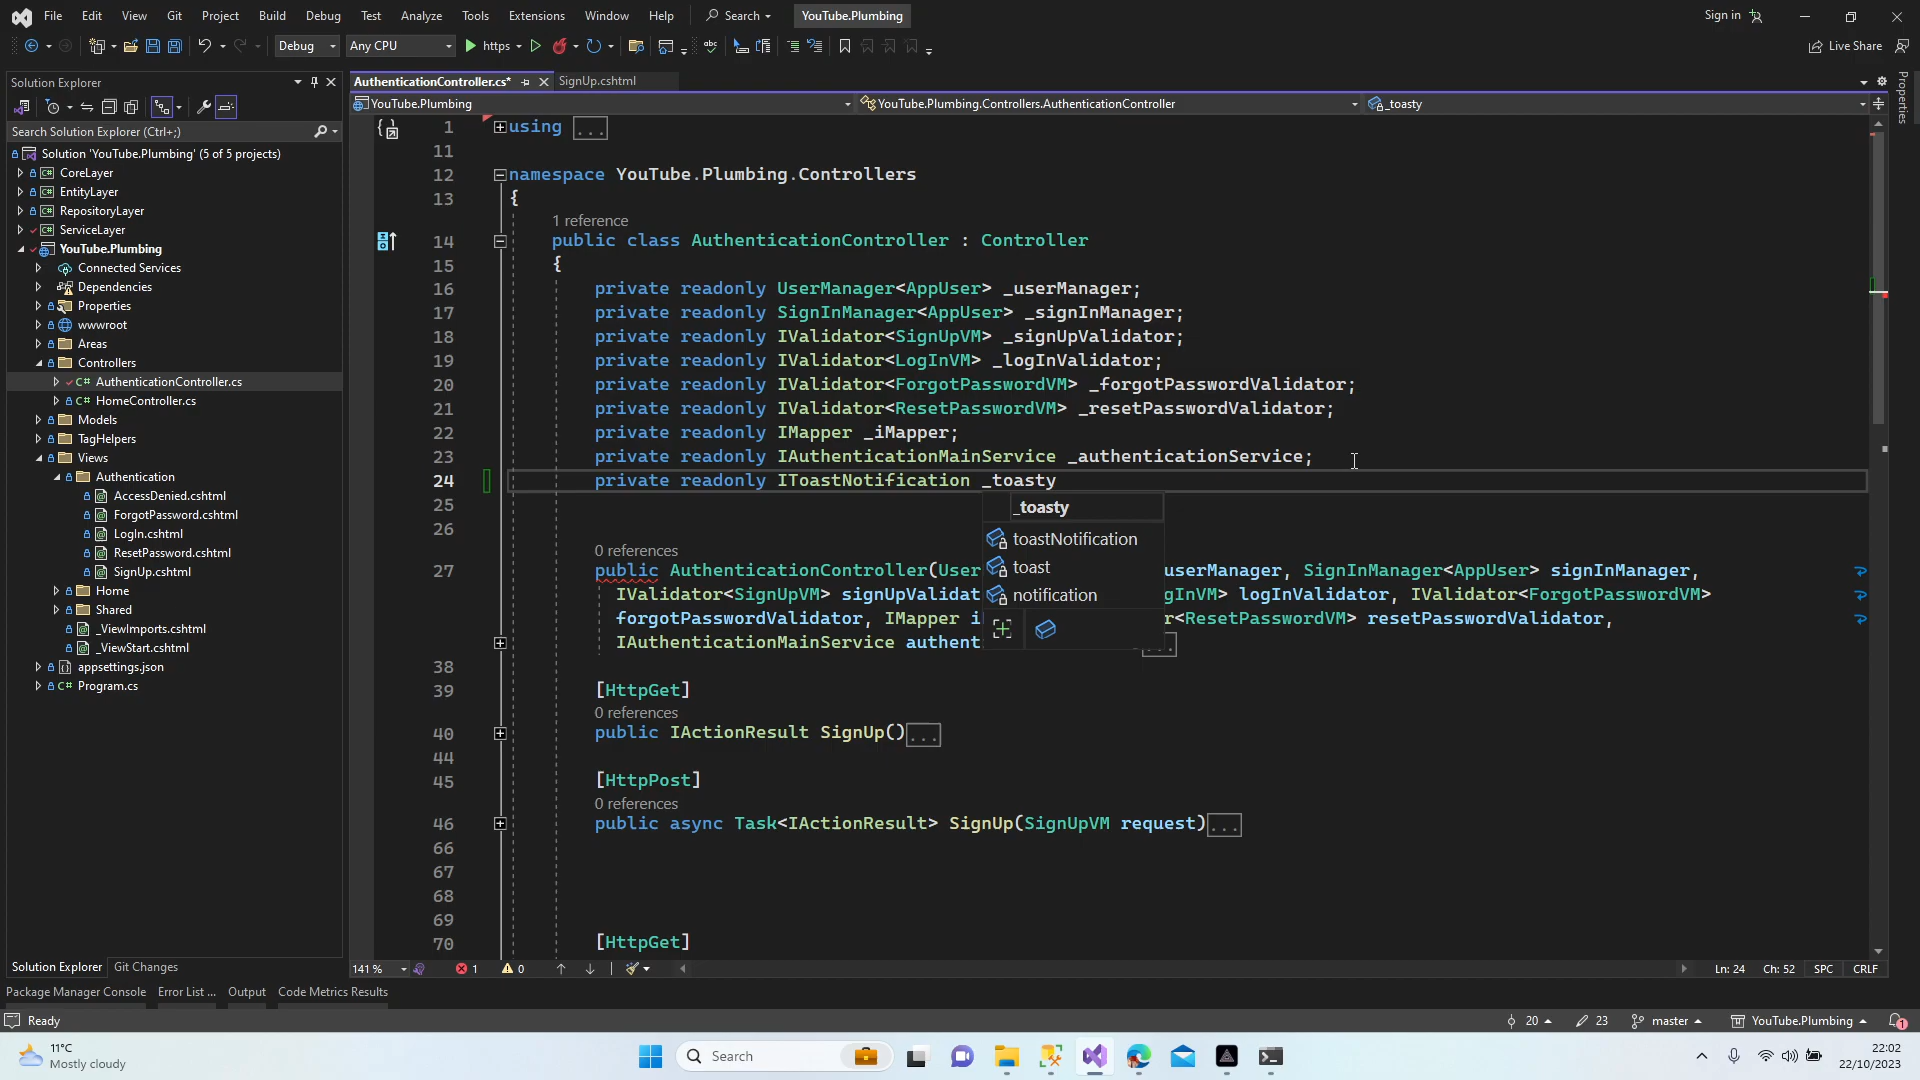 File Edit View Git Project Build Debug Test Analyze Tools Extensions Window Help Search YouTube.Plumbing Sign in
Debug Any CPU https Live Share
Solution Explorer
Search Solution Explorer (Ctrl+;)
Solution 'YouTube.Plumbing' (5 of 5 projects)
CoreLayer
EntityLayer
RepositoryLayer
ServiceLayer
YouTube.Plumbing
Connected Services
Dependencies
Properties
wwwroot
Areas
Controllers
C# AuthenticationController.cs
C# HomeController.cs
Models
TagHelpers
Views
Authentication
AccessDenied.cshtml
ForgotPassword.cshtml
LogIn.cshtml
ResetPassword.cshtml
SignUp.cshtml
Home
Shared
_ViewImports.cshtml
_ViewStart.cshtml
appsettings.json
C# Program.cs
Solution Explorer Git Changes
AuthenticationController.cs* SignUp.cshtml
YouTube.Plumbing YouTube.Plumbing.Controllers.AuthenticationController _toasty
Properties
1 using ...
11
12 namespace YouTube.Plumbing.Controllers
13 {
1 reference
14 public class AuthenticationController : Controller
15 {
16 private readonly UserManager<AppUser> _userManager;
17 private readonly SignInManager<AppUser> _signInManager;
18 private readonly IValidator<SignUpVM> _signUpValidator;
19 private readonly IValidator<LogInVM> _logInValidator;
20 private readonly IValidator<ForgotPasswordVM> _forgotPasswordValidator;
21 private readonly IValidator<ResetPasswordVM> _resetPasswordValidator;
22 private readonly IMapper _iMapper;
23 private readonly IAuthenticationMainService _authenticationService;
24 private readonly IToastNotification _toasty
25
26
_toasty
toastNotification
toast
notification
0 references
27 public AuthenticationController(User userManager, SignInManager<AppUser> signInManager,
IValidator<SignUpVM> signUpValidat gInVM> logInValidator, IValidator<ForgotPasswordVM>
forgotPasswordValidator, IMapper i r<ResetPasswordVM> resetPasswordValidator,
IAuthenticationMainService authent ...
38
39 [HttpGet]
0 references
40 public IActionResult SignUp()...
44
45 [HttpPost]
0 references
46 public async Task<IActionResult> SignUp(SignUpVM request)...
66
67
68
69
70 [HttpGet]
141 % 1 0 Ln: 24 Ch: 52 SPC CRLF
Package Manager Console Error List ... Output Code Metrics Results
Ready 20 23 master YouTube.Plumbing 1
11°C
Mostly cloudy
Search
22:02
22/10/2023